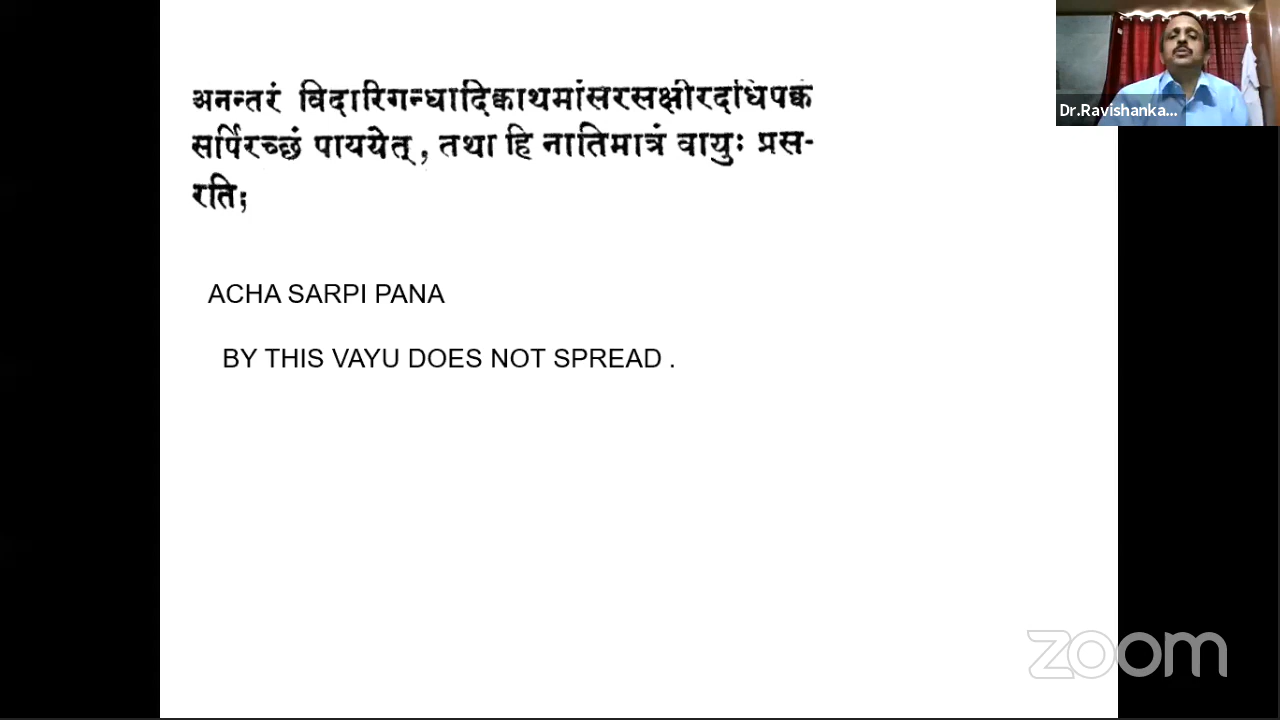 अनन्तरं विदारिगन्धादिक्वाथमांसरसक्षीरदधिपक्वं
सर्पिरच्छं पाययेत्, तथा हि नातिमात्रं वायुः प्रस-
रति;
ACHA SARPI PANA
BY THIS VAYU DOES NOT SPREAD .
Dr.Ravishanka...
zoom